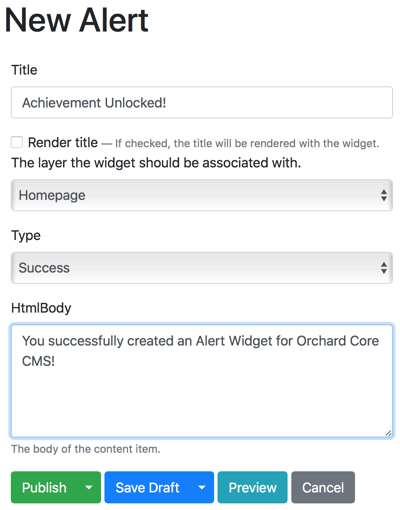 New Alert
Title
Achievement Unlocked!
Render title — If checked, the title will be rendered with the widget.
The layer the widget should be associated with.
Homepage
Type
Success
HtmlBody
You successfully created an Alert Widget for Orchard Core
CMS!
The body of the content item.
Publish Save Draft Preview Cancel